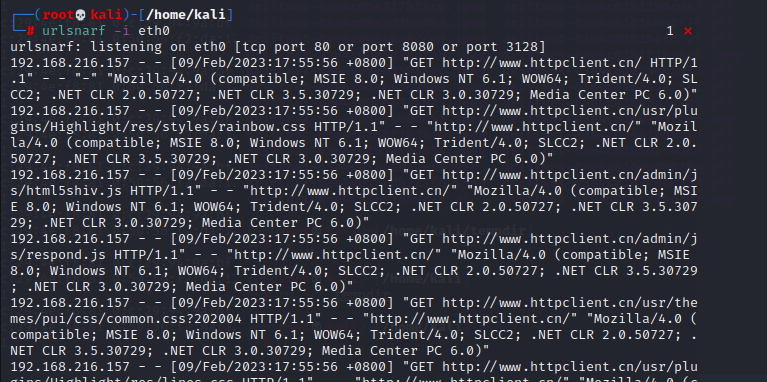 (root💀kali)-[/home/kali]
# urlsnarf -i eth0 1 ⨯
urlsnarf: listening on eth0 [tcp port 80 or port 8080 or port 3128]
192.168.216.157 - - [09/Feb/2023:17:55:56 +0800] "GET http://www.httpclient.cn/ HTTP/1
.1" - - "-" "Mozilla/4.0 (compatible; MSIE 8.0; Windows NT 6.1; WOW64; Trident/4.0; SL
CC2; .NET CLR 2.0.50727; .NET CLR 3.5.30729; .NET CLR 3.0.30729; Media Center PC 6.0)"
192.168.216.157 - - [09/Feb/2023:17:55:56 +0800] "GET http://www.httpclient.cn/usr/plu
gins/Highlight/res/styles/rainbow.css HTTP/1.1" - - "http://www.httpclient.cn/" "Mozil
la/4.0 (compatible; MSIE 8.0; Windows NT 6.1; WOW64; Trident/4.0; SLCC2; .NET CLR 2.0.
50727; .NET CLR 3.5.30729; .NET CLR 3.0.30729; Media Center PC 6.0)"
192.168.216.157 - - [09/Feb/2023:17:55:56 +0800] "GET http://www.httpclient.cn/admin/j
s/html5shiv.js HTTP/1.1" - - "http://www.httpclient.cn/" "Mozilla/4.0 (compatible; MSI
E 8.0; Windows NT 6.1; WOW64; Trident/4.0; SLCC2; .NET CLR 2.0.50727; .NET CLR 3.5.307
29; .NET CLR 3.0.30729; Media Center PC 6.0)"
192.168.216.157 - - [09/Feb/2023:17:55:56 +0800] "GET http://www.httpclient.cn/admin/j
s/respond.js HTTP/1.1" - - "http://www.httpclient.cn/" "Mozilla/4.0 (compatible; MSIE
8.0; Windows NT 6.1; WOW64; Trident/4.0; SLCC2; .NET CLR 2.0.50727; .NET CLR 3.5.30729
; .NET CLR 3.0.30729; Media Center PC 6.0)"
192.168.216.157 - - [09/Feb/2023:17:55:56 +0800] "GET http://www.httpclient.cn/usr/the
mes/pui/css/common.css?202004 HTTP/1.1" - - "http://www.httpclient.cn/" "Mozilla/4.0 (
compatible; MSIE 8.0; Windows NT 6.1; WOW64; Trident/4.0; SLCC2; .NET CLR 2.0.50727; .
NET CLR 3.5.30729; .NET CLR 3.0.30729; Media Center PC 6.0)"
192.168.216.157 - - [09/Feb/2023:17:55:56 +0800] "GET http://www.httpclient.cn/usr/plu
gins/Highlight/res/lines.css HTTP/1.1" - - "http://www.httpclient.cn/" "Mozilla/4.0 (c